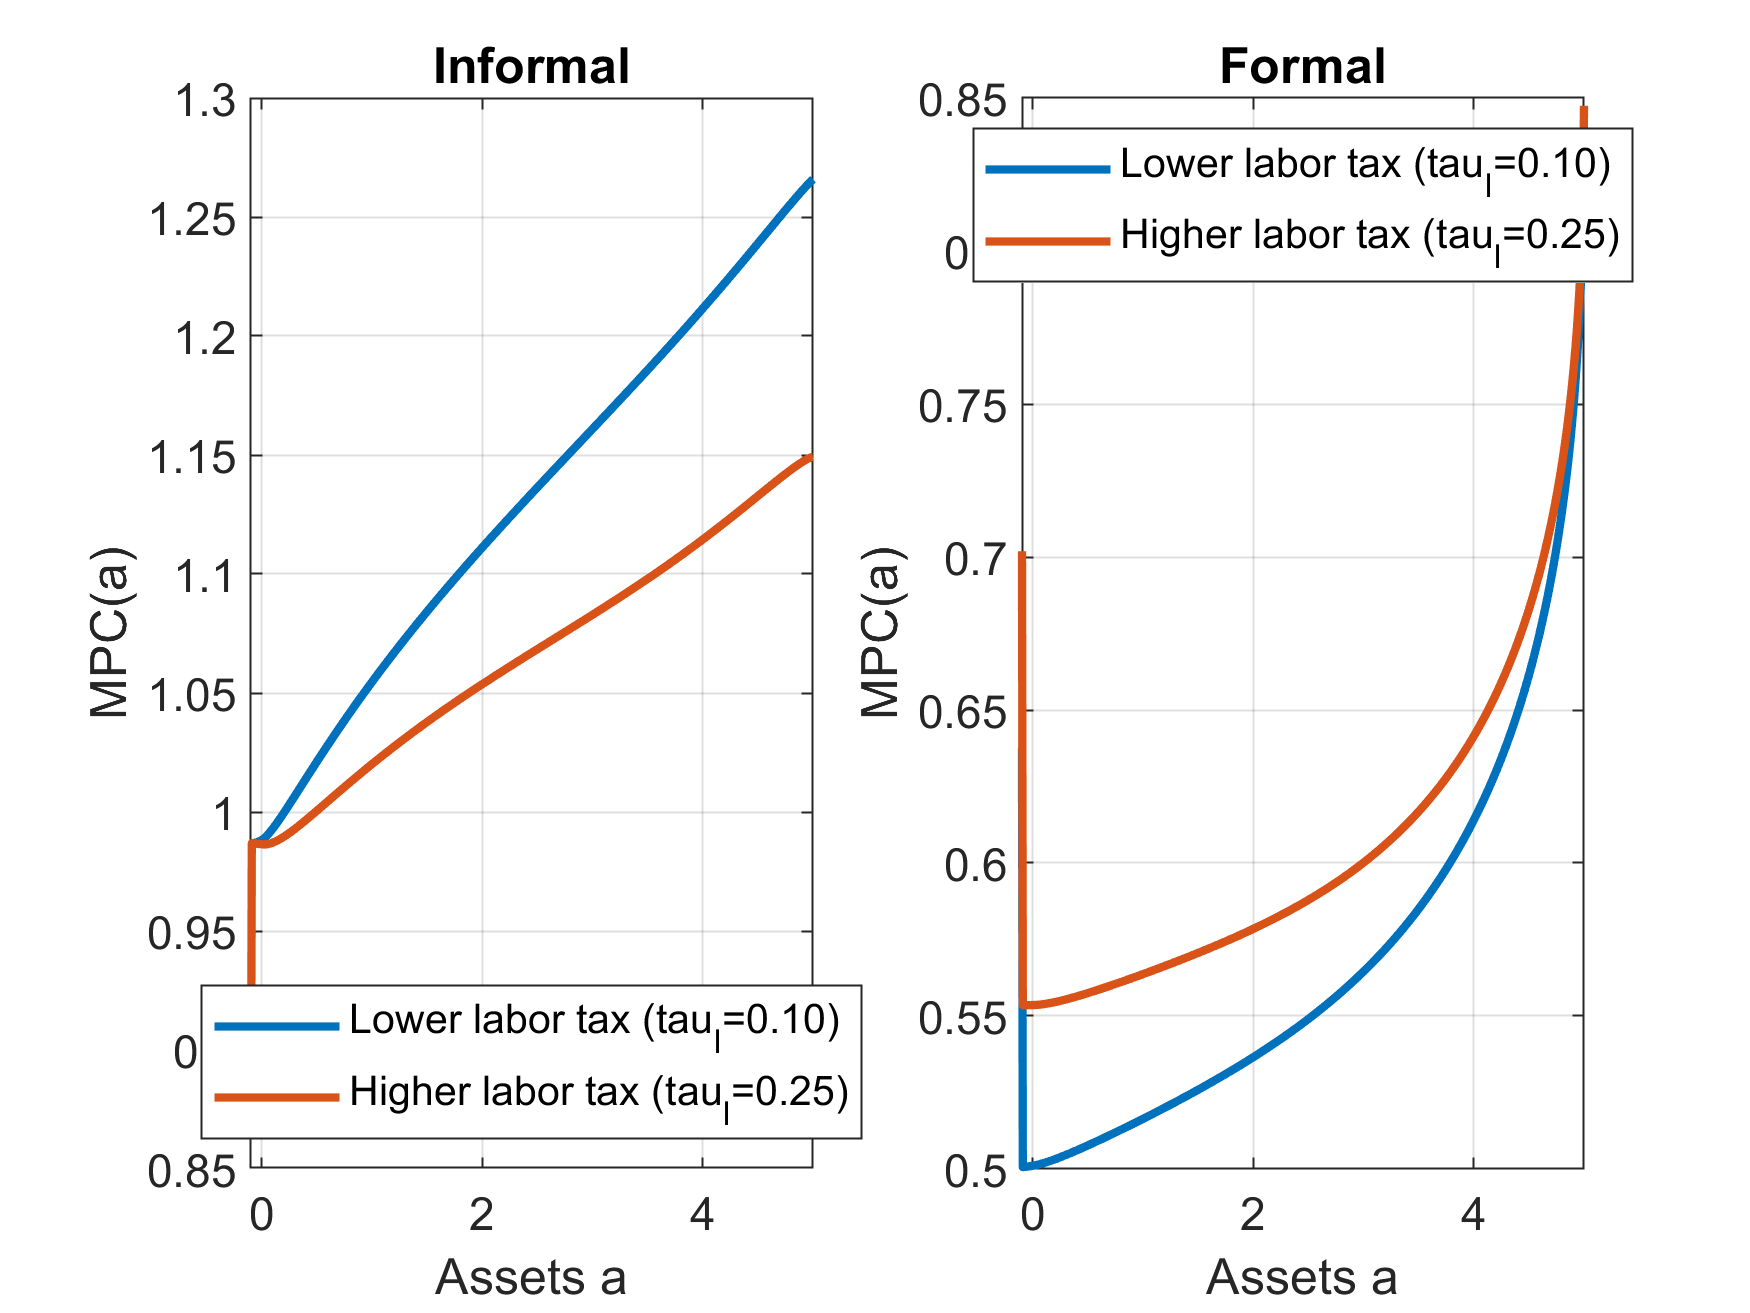 Informal
1.3
1.25
1.2
1.15
1.1
1.05
1
0.95
0
0.85
MPC(a)
0 2 4
Assets a
Lower labor tax (tau_l=0.10)
Higher labor tax (tau_l=0.25)
Formal
0.85
0
0.75
0.7
0.65
0.6
0.55
0.5
MPC(a)
0 2 4
Assets a
Lower labor tax (tau_l=0.10)
Higher labor tax (tau_l=0.25)